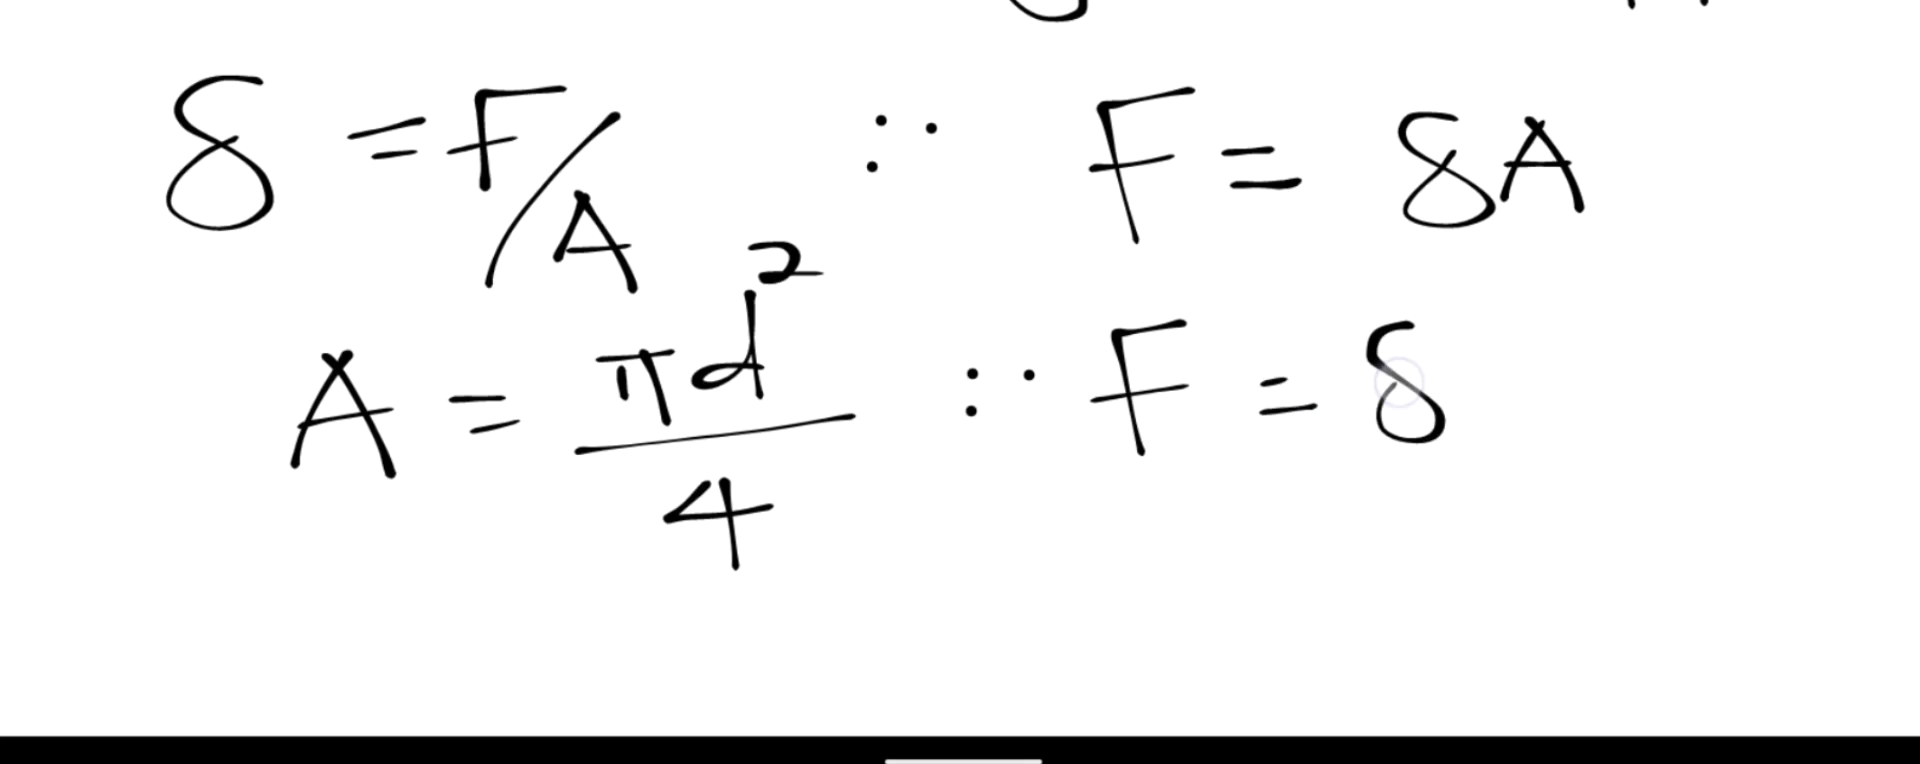 δ = F/A ∵ F = δA
A = πd²/4 ∵ F = δ